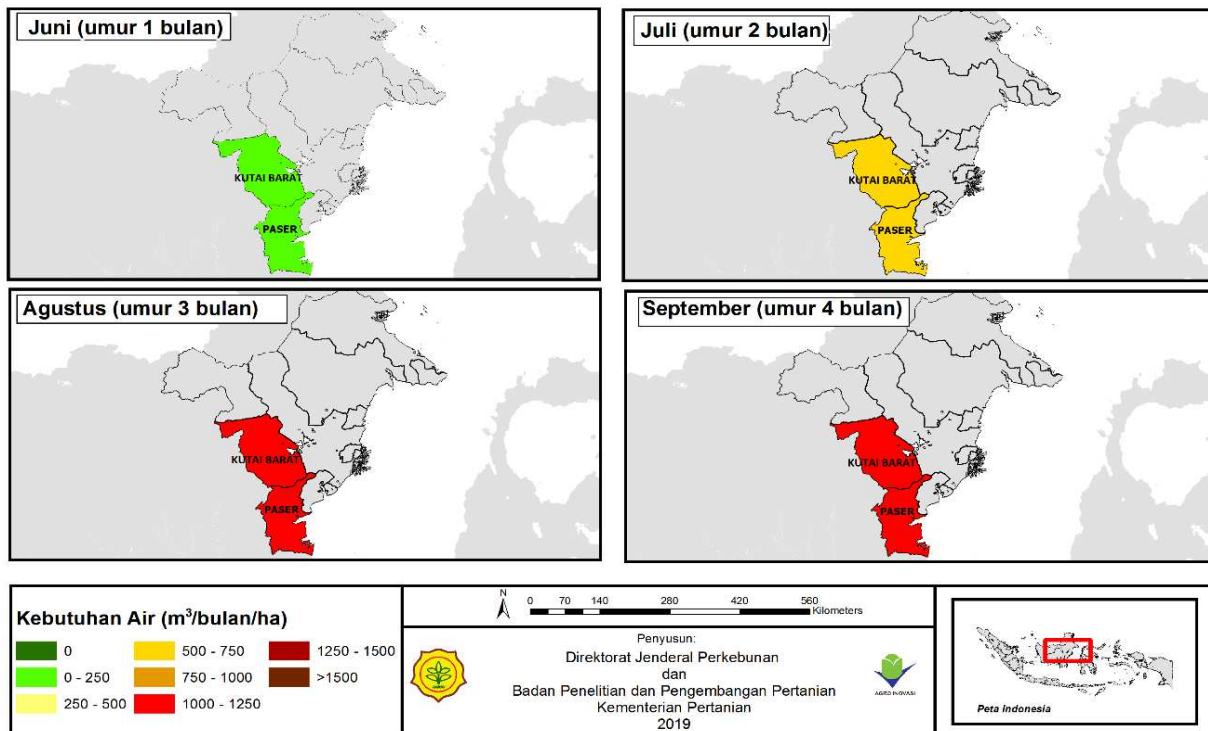 Juni (umur 1 bulan)
KUTAI BARAT
PASER
Juli (umur 2 bulan)
KUTAI BARAT
PASER
Agustus (umur 3 bulan)
KUTAI BARAT
PASER
September (umur 4 bulan)
KUTAI BARAT
PASER
Kebutuhan Air (m³/bulan/ha)
0
0 - 250
250 - 500
500 - 750
750 - 1000
1000 - 1250
1250 - 1500
>1500
N
0 70 140 280 420 560
Kilometers
Penyusun:
Direktorat Jenderal Perkebunan
dan
Badan Penelitian dan Pengembangan Pertanian
Kementerian Pertanian
2019
AGRO INOVASI
Peta indonesia